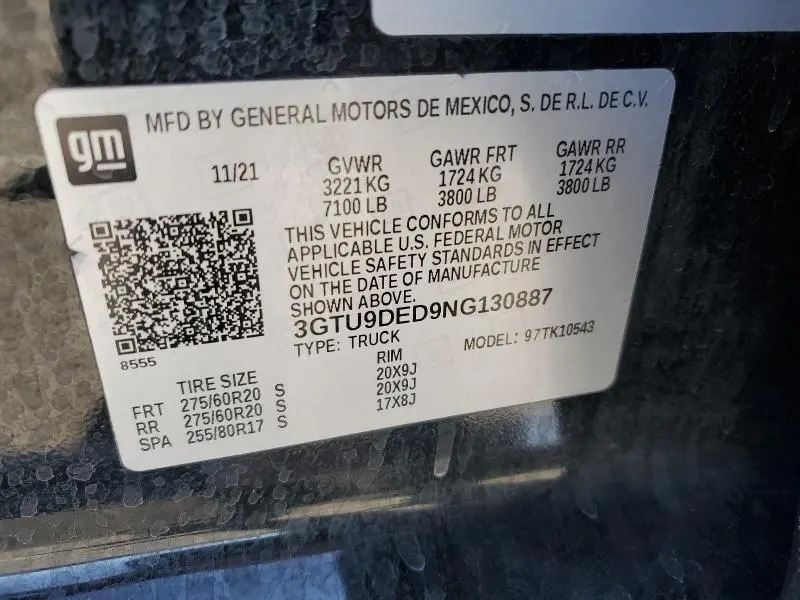 gm
MFD BY GENERAL MOTORS DE MEXICO, S. DE R.L. DE C.V.
11/21 GVWR GAWR FRT GAWR RR
3221 KG 1724 KG 1724 KG
7100 LB 3800 LB 3800 LB
THIS VEHICLE CONFORMS TO ALL
APPLICABLE U.S. FEDERAL MOTOR
VEHICLE SAFETY STANDARDS IN EFFECT
ON THE DATE OF MANUFACTURE
SHOWN ABOVE.
3GTU9DED9NG130887
8555 TYPE: TRUCK MODEL: 97TK10543
TIRE SIZE RIM
FRT 275/60R20 S 20X9J
RR 275/60R20 S 20X9J
SPA 255/80R17 S 17X8J